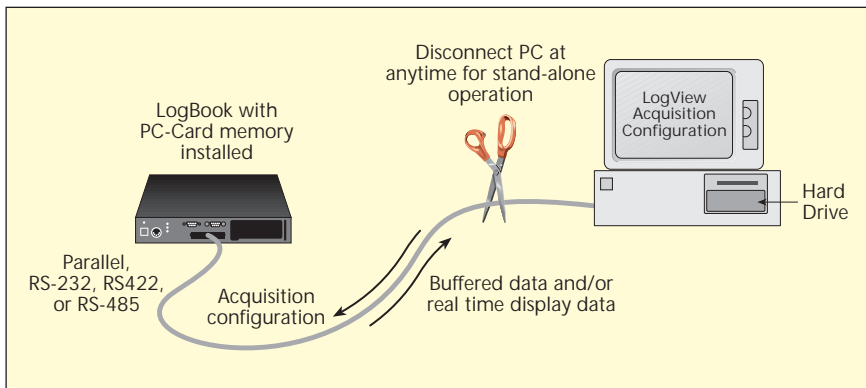 Disconnect PC at
anytime for stand-alone
operation
LogBook with
PC-Card memory
installed
LogView
Acquisition
Configuration
Hard
Drive
Parallel,
RS-232, RS422,
or RS-485
Acquisition
configuration
Buffered data and/or
real time display data